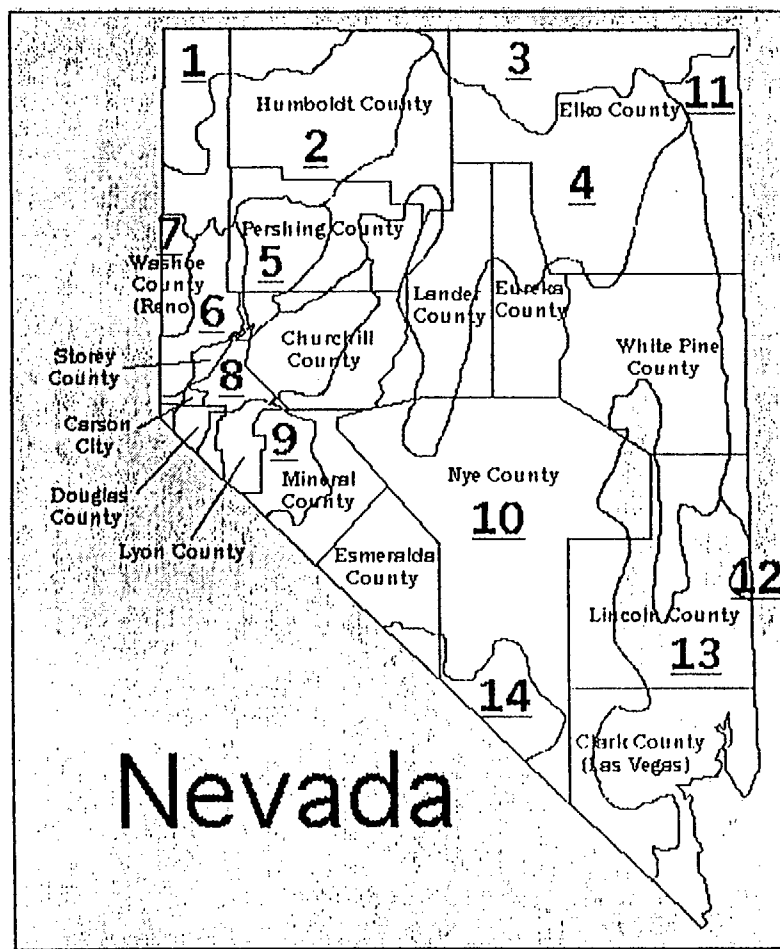 1
3
Humboldt County
Elko County
11
2
4
7
Pershing County
5
Washoe
County
(Reno
6
Lander
County
Eureka
County
Churchill
County
White Pine
County
Storey
County
8
Carson
City
9
Mineral
County
Nye County
10
Douglas
County
Lyon County
Esmeralda
County
12
Lincoln County
13
14
Clark County
(Las Vegas)
Nevada